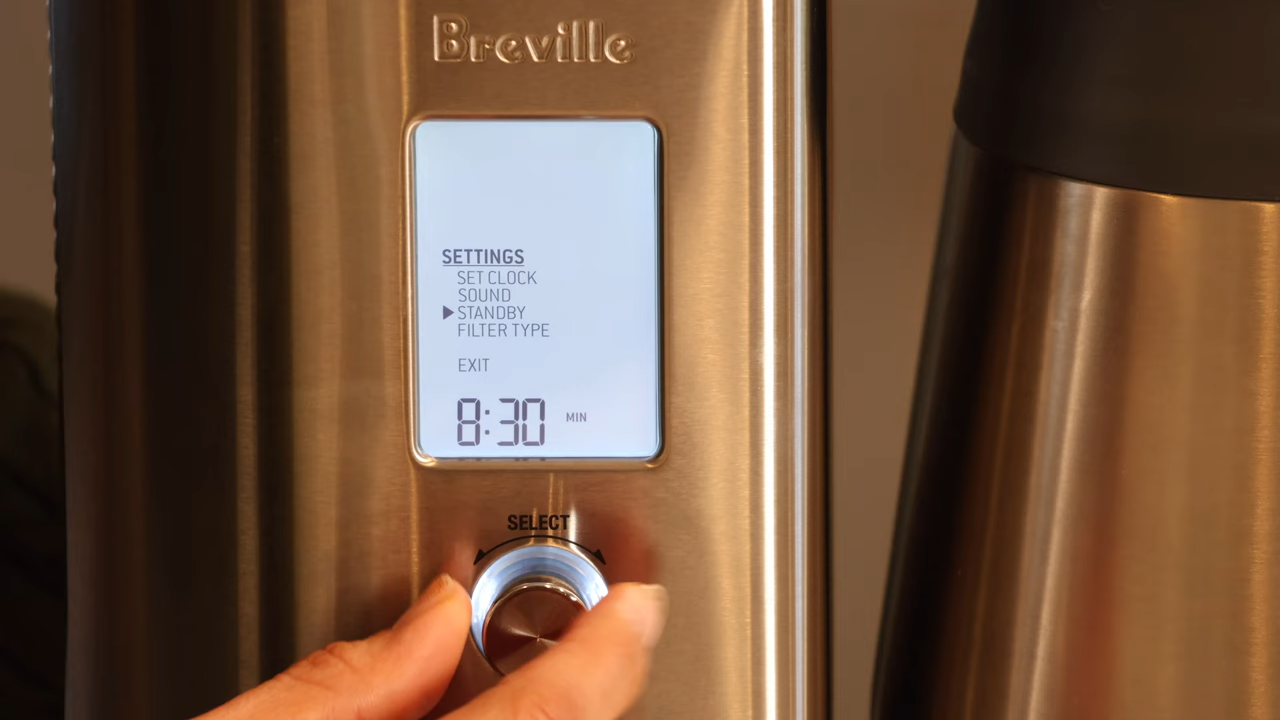 Breville
SETTINGS
SET CLOCK
SOUND
▶ STANDBY
FILTER TYPE
EXIT
8:30 MIN
SELECT